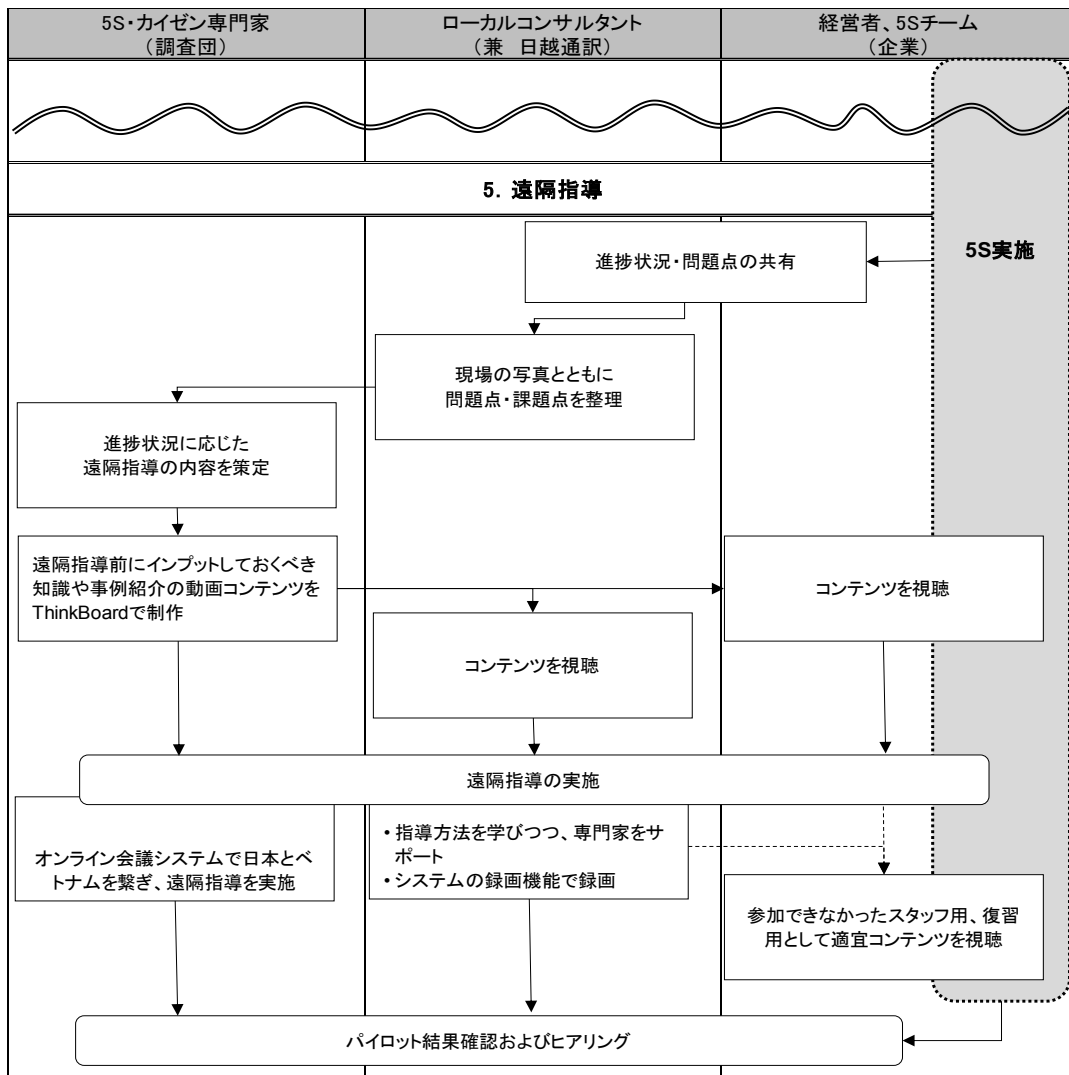 5S・カイゼン専門家
（調査団）
ローカルコンサルタント
（兼　日越通訳）
経営者、5Sチーム
（企業）
5．遠隔指導
5S実施
進捗状況・問題点の共有
現場の写真とともに
問題点・課題点を整理
進捗状況に応じた
遠隔指導の内容を策定
遠隔指導前にインプットしておくべき
知識や事例紹介の動画コンテンツを
ThinkBoardで制作
コンテンツを視聴
コンテンツを視聴
遠隔指導の実施
オンライン会議システムで日本とベ
トナムを繋ぎ、遠隔指導を実施
・指導方法を学びつつ、専門家をサ
ポート
・システムの録画機能で録画
参加できなかったスタッフ用、復習
用として適宜コンテンツを視聴
パイロット結果確認およびヒアリング